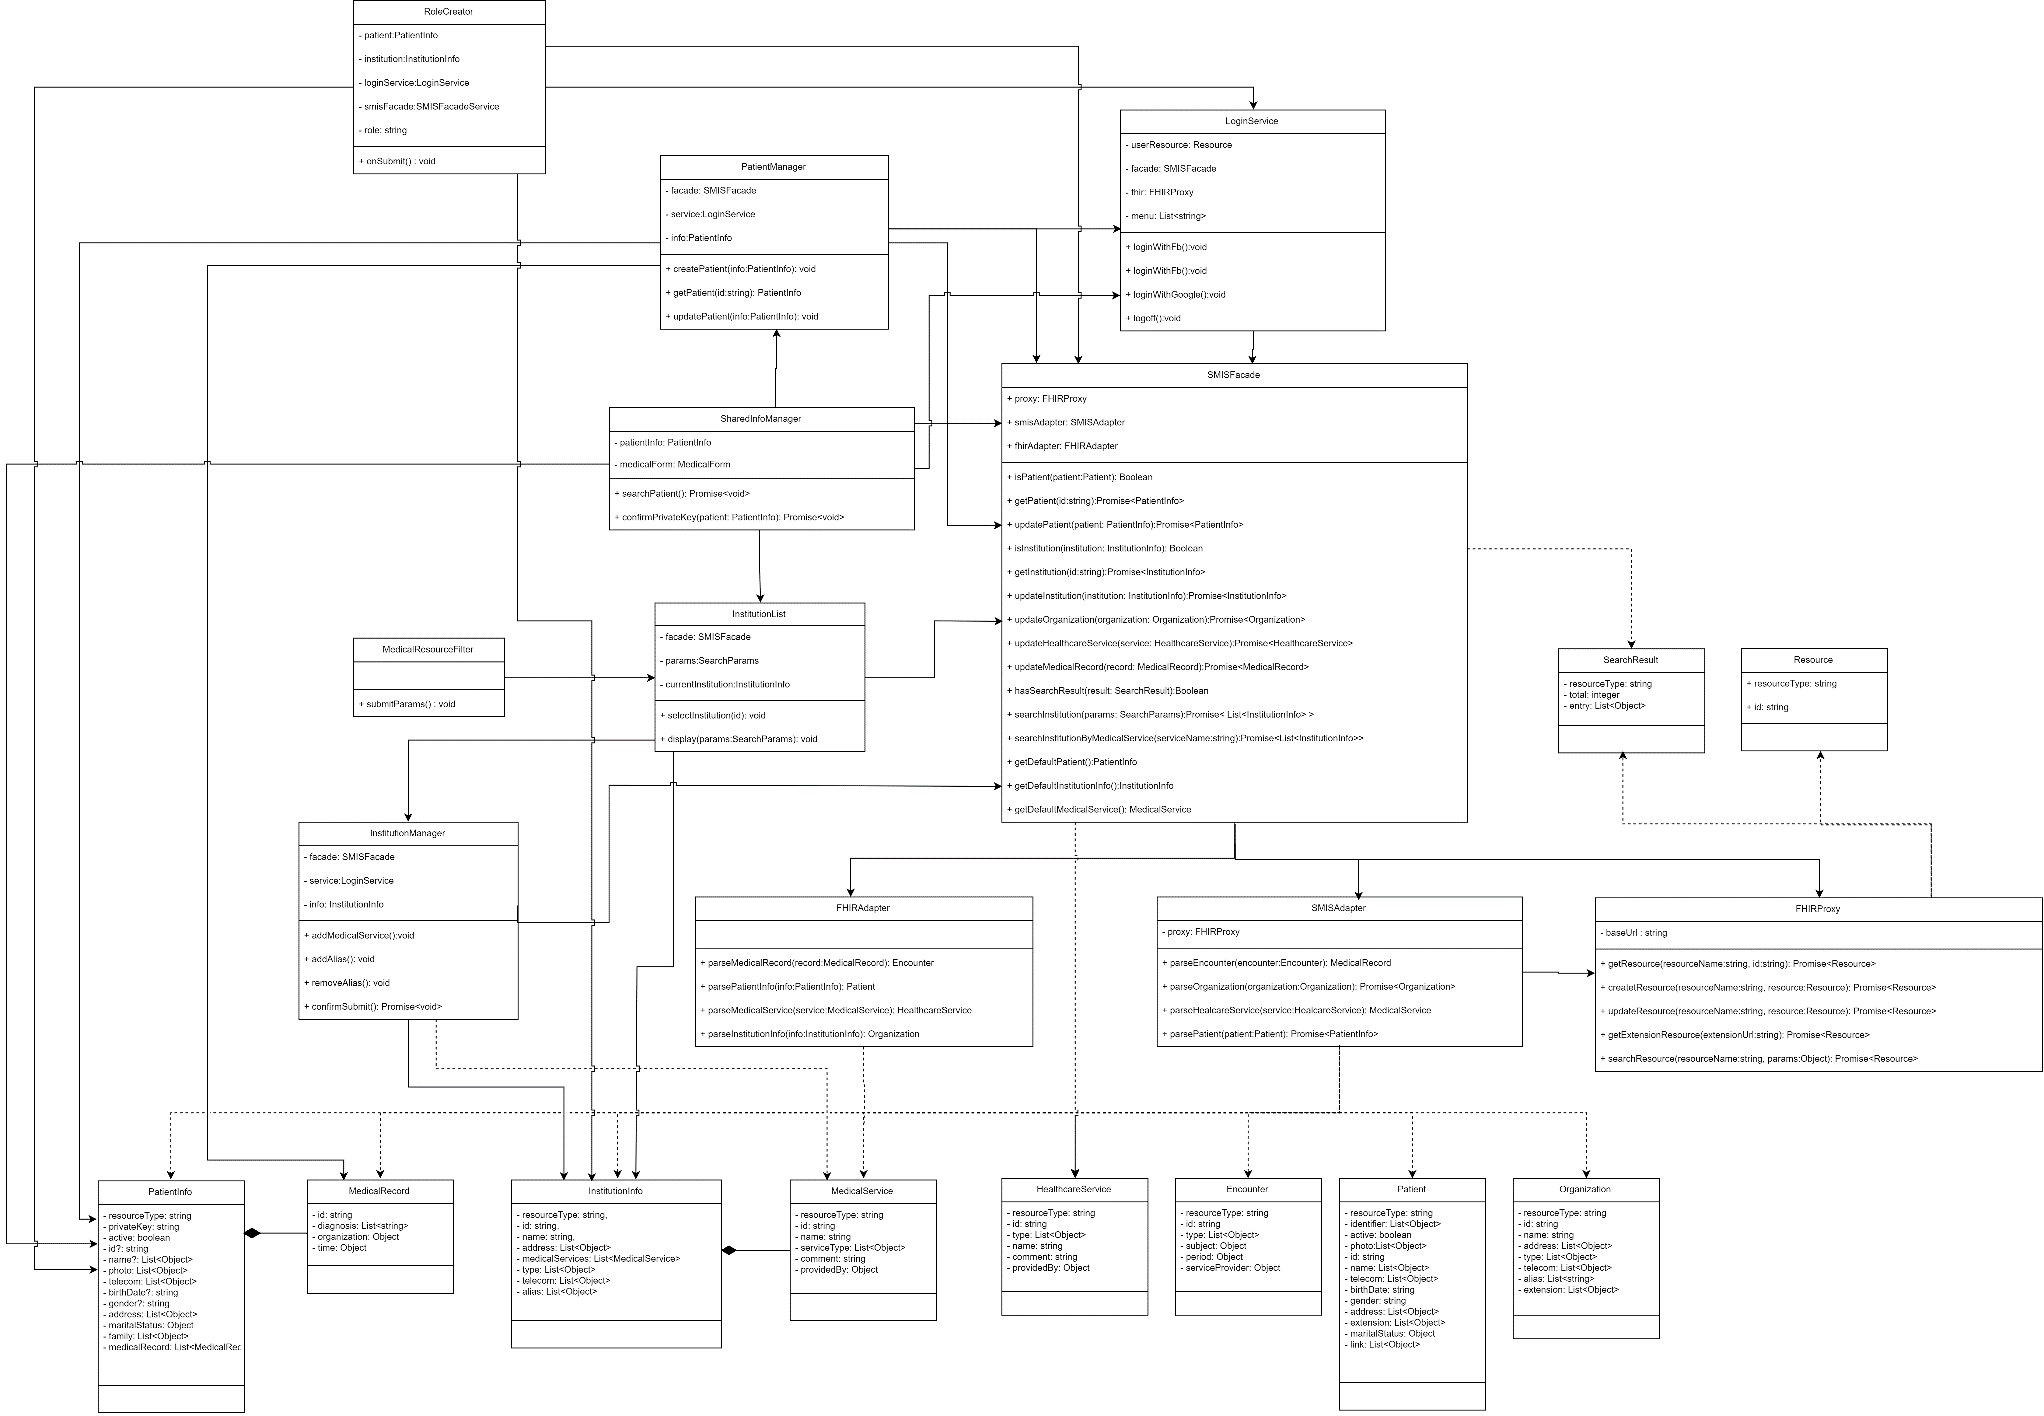 RoleCreator
- patient:PatientInfo
- institution:InstitutionInfo
- loginService:LoginService
- smisFacade:SMISFacadeService
- role: string
+ onSubmit() : void
LoginService
- userResource: Resource
- facade: SMISFacade
- fhir: FHIRProxy
- menu: List<string>
+ loginWithFb():void
+ loginWithFb():void
+ loginWithGoogle():void
+ logoff():void
PatientManager
- facade: SMISFacade
- service:LoginService
- info:PatientInfo
+ createPatient(info:PatientInfo): void
+ getPatient(id:string): PatientInfo
+ updatePatient(info:PatientInfo): void
SMISFacade
+ proxy: FHIRProxy
+ smisAdapter: SMISAdapter
+ fhirAdapter: FHIRAdapter
+ isPatient(patient:Patient): Boolean
+ getPatient(id:string):Promise<PatientInfo>
+ updatePatient(patient: PatientInfo):Promise<PatientInfo>
+ isInstitution(institution: InstitutionInfo): Boolean
+ getInstitution(id:string):Promise<InstitutionInfo>
+ updateInstitution(institution: InstitutionInfo):Promise<InstitutionInfo>
+ updateOrganization(organization: Organization):Promise<Organization>
+ updateHealthcareService(service: HealthcareService):Promise<HealthcareService>
+ updateMedicalRecord(record: MedicalRecord):Promise<MedicalRecord>
+ hasSearchResult(result: SearchResult):Boolean
+ searchInstitution(params: SearchParams):Promise< List<InstitutionInfo> >
+ searchInstitutionByMedicalService(serviceName:string):Promise<List<InstitutionInfo>>
+ getDefaultPatient():PatientInfo
+ getDefaultInstitutionInfo():InstitutionInfo
+ getDefaultMedicalService(): MedicalService
SharedInfoManager
- patientInfo: PatientInfo
- medicalForm: MedicalForm
+ searchPatient(): Promise<void>
+ confirmPrivateKey(patient: PatientInfo): Promise<void>
InstitutionList
- facade: SMISFacade
- params:SearchParams
- currentInstitution:InstitutionInfo
+ selectInstitution(id): void
+ display(params:SearchParams): void
MedicalResourceFilter
+ submitParams() : void
SearchResult
- resourceType: string
- total: integer
- entry: List<Object>
Resource
+ resourceType: string
+ id: string
InstitutionManager
- facade: SMISFacade
- service:LoginService
- info: InstitutionInfo
+ addMedicalService():void
+ addAlias(): void
+ removeAlias(): void
+ confirmSubmit(): Promise<void>
FHIRAdapter
+ parseMedicalRecord(record:MedicalRecord): Encounter
+ parsePatientInfo(info:PatientInfo): Patient
+ parseMedicalService(service:MedicalService): HealthcareService
+ parseInstitutionInfo(info:InstitutionInfo): Organization
SMISAdapter
- proxy: FHIRProxy
+ parseEncounter(encounter:Encounter): MedicalRecord
+ parseOrganization(organization:Organization): Promise<Organization>
+ parseHealcareService(service:HealcareService): MedicalService
+ parsePatient(patient:Patient): Promise<PatientInfo>
FHIRProxy
- baseUrl : string
+ getResource(resourceName:string, id:string): Promise<Resource>
+ createtResource(resourceName:string, resource:Resource): Promise<Resource>
+ updateResource(resourceName:string, resource:Resource): Promise<Resource>
+ getExtensionResource(extensionUrl:string): Promise<Resource>
+ searchResource(resourceName:string, params:Object): Promise<Resource>
PatientInfo
- resourceType: string
- privateKey: string
- active: boolean
- id?: string
- name?: List<Object>
- photo: List<Object>
- telecom: List<Object>
- birthDate?: string
- gender?: string
- address: List<Object>
- maritalStatus: Object
- family: List<Object>
- medicalRecord: List<MedicalRec
MedicalRecord
- id: string
- diagnosis: List<string>
- organization: Object
- time: Object
InstitutionInfo
- resourceType: string,
- id: string,
- name: string,
- address: List<Object>
- medicalServices: List<MedicalService>
- type: List<Object>
- telecom: List<Object>
- alias: List<Object>
MedicalService
- resourceType: string
- id: string
- name: string
- serviceType: List<Object>
- comment: string
- providedBy: Object
HealthcareService
- resourceType: string
- id: string
- type: List<Object>
- name: string
- comment: string
- providedBy: Object
Encounter
- resourceType: string
- id: string
- type: List<Object>
- subject: Object
- period: Object
- serviceProvider: Object
Patient
- resourceType: string
- identifier: List<Object>
- active: boolean
- photo:List<Object>
- id: string
- name: List<Object>
- telecom: List<Object>
- birthDate: string
- gender: string
- address: List<Object>
- extension: List<Object>
- maritalStatus: Object
- link: List<Object>
Organization
- resourceType: string
- id: string
- name: string
- address: List<Object>
- type: List<Object>
- telecom: List<Object>
- alias: List<string>
- extension: List<Object>